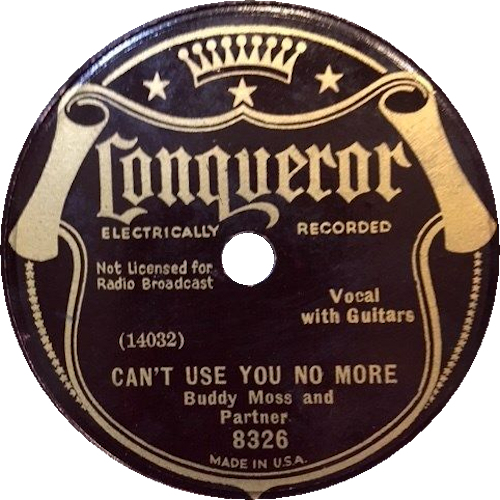 Conqueror
ELECTRICALLY RECORDED
Not Licensed for
Radio Broadcast
Vocal
with Guitars
(14032)
CAN'T USE YOU NO MORE
Buddy Moss and
Partner
8326
MADE IN U.S.A.